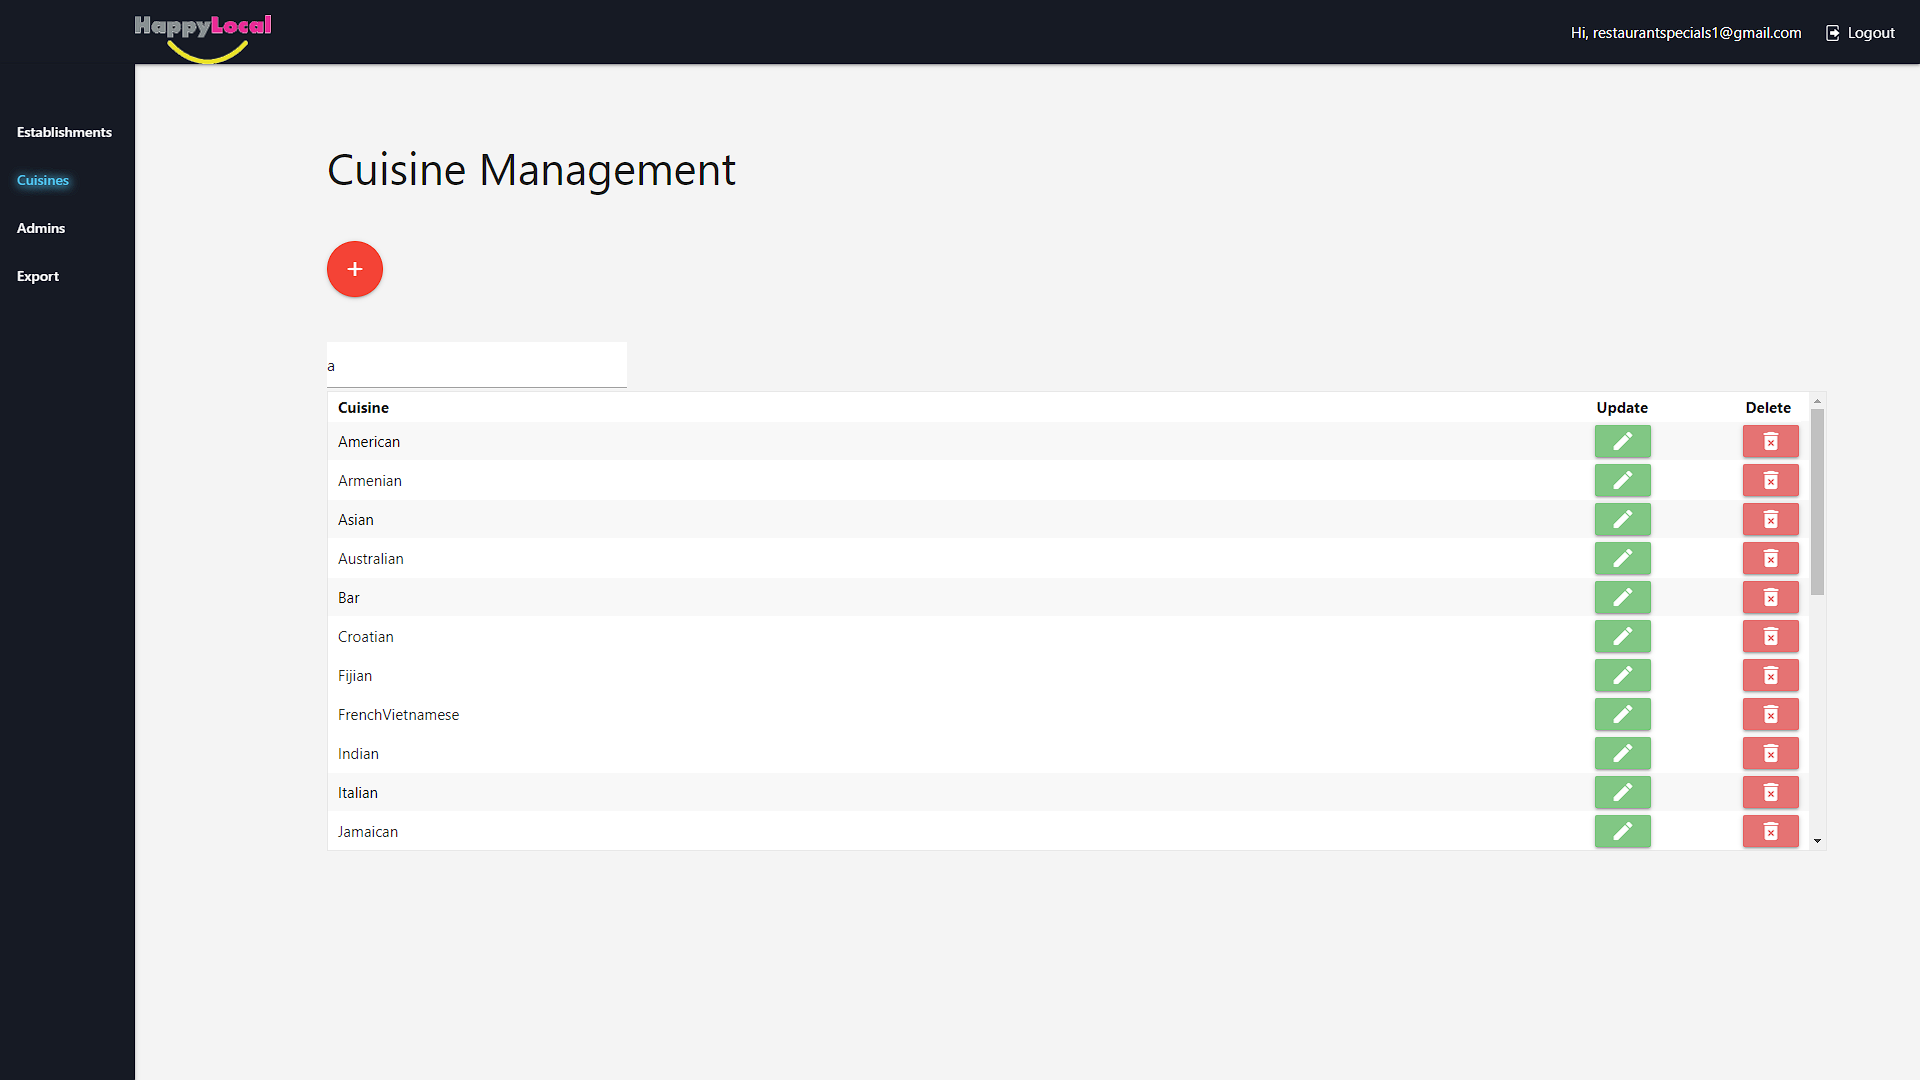 HappyLocal
Hi, restaurantspecials1@gmail.com
Logout
Establishments
Cuisines
Admins
Export
Cuisine Management
+
a
Cuisine Update Delete
American
Armenian
Asian
Australian
Bar
Croatian
Fijian
FrenchVietnamese
Indian
Italian
Jamaican